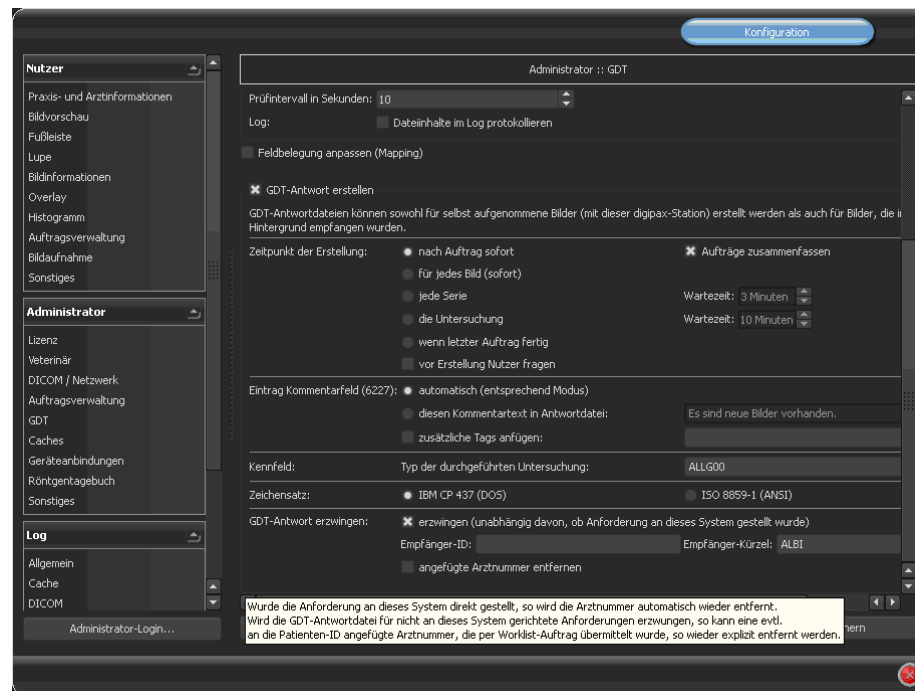 Konfiguration
Nutzer
Praxis- und Arztinformationen
Bildvorschau
Fußleiste
Lupe
Bildinformationen
Overlay
Histogramm
Auftragsverwaltung
Bildaufnahme
Sonstiges
Administrator
Lizenz
Veterinär
DICOM / Netzwerk
Auftragsverwaltung
GDT
Caches
Geräteanbindungen
Röntgentagebuch
Sonstiges
Log
Allgemein
Cache
DICOM
Administrator-Login...
Administrator :: GDT
Prüfintervall in Sekunden: 10
Log: Dateiinhalte im Log protokollieren
Feldbelegung anpassen (Mapping)
GDT-Antwort erstellen
GDT-Antwortdateien können sowohl für selbst aufgenommene Bilder (mit dieser digipax-Station) erstellt werden als auch für Bilder, die
Hintergrund empfangen wurden.
Zeitpunkt der Erstellung: nach Auftrag sofort Aufträge zusammenfassen
für jedes Bild (sofort)
jede Serie Wartezeit: 3 Minuten
die Untersuchung Wartezeit: 10 Minuten
wenn letzter Auftrag fertig
vor Erstellung Nutzer fragen
Eintrag Kommentarfeld (6227): automatisch (entsprechend Modus)
diesen Kommentartext in Antwortdatei: Es sind neue Bilder vorhanden.
zusätzliche Tags anfügen:
Kennfeld: Typ der durchgeführten Untersuchung: ALLG00
Zeichensatz: IBM CP 437 (DOS) ISO 8859-1 (ANSI)
GDT-Antwort erzwingen: erzwingen (unabhängig davon, ob Anforderung an dieses System gestellt wurde)
Empfänger-ID: Empfänger-Kürzel: ALBI
angefügte Arztnummer entfernen
Wurde die Anforderung an dieses System direkt gestellt, so wird die Arztnummer automatisch wieder entfernt.
Wird die GDT-Antwortdatei für nicht an dieses System gerichtete Anforderungen erzwungen, so kann eine evtl.
an die Patienten-ID angefügte Arztnummer, die per Worklist-Auftrag übermittelt wurde, so wieder explizit entfernt werden.